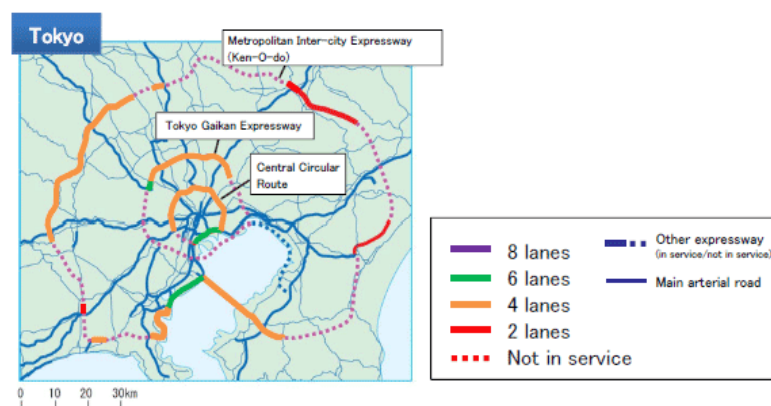 Tokyo
Metropolitan Inter-city Expressway
(Ken-O-do)
Tokyo Gaikan Expressway
Central Circular
Route
8 lanes
6 lanes
4 lanes
2 lanes
Not in service
Other expressway
(in service/not in service)
Main arterial road
0 10 20 30km